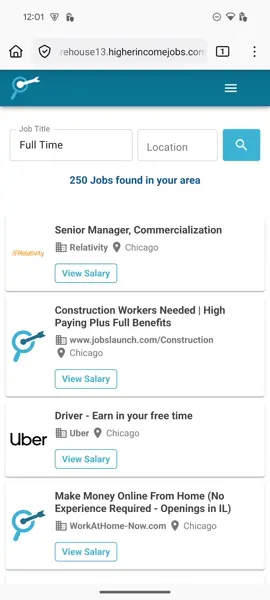 12:01
rehouse13.higherincomejobs.com
1
Job Title
Full Time
Location
250 Jobs found in your area
Senior Manager, Commercialization
Relativity
Relativity Chicago
View Salary
Construction Workers Needed | High
Paying Plus Full Benefits
www.jobslaunch.com/Construction
Chicago
View Salary
Driver - Earn in your free time
Uber
Uber Chicago
View Salary
Make Money Online From Home (No
Experience Required - Openings in IL)
WorkAtHome-Now.com Chicago
View Salary